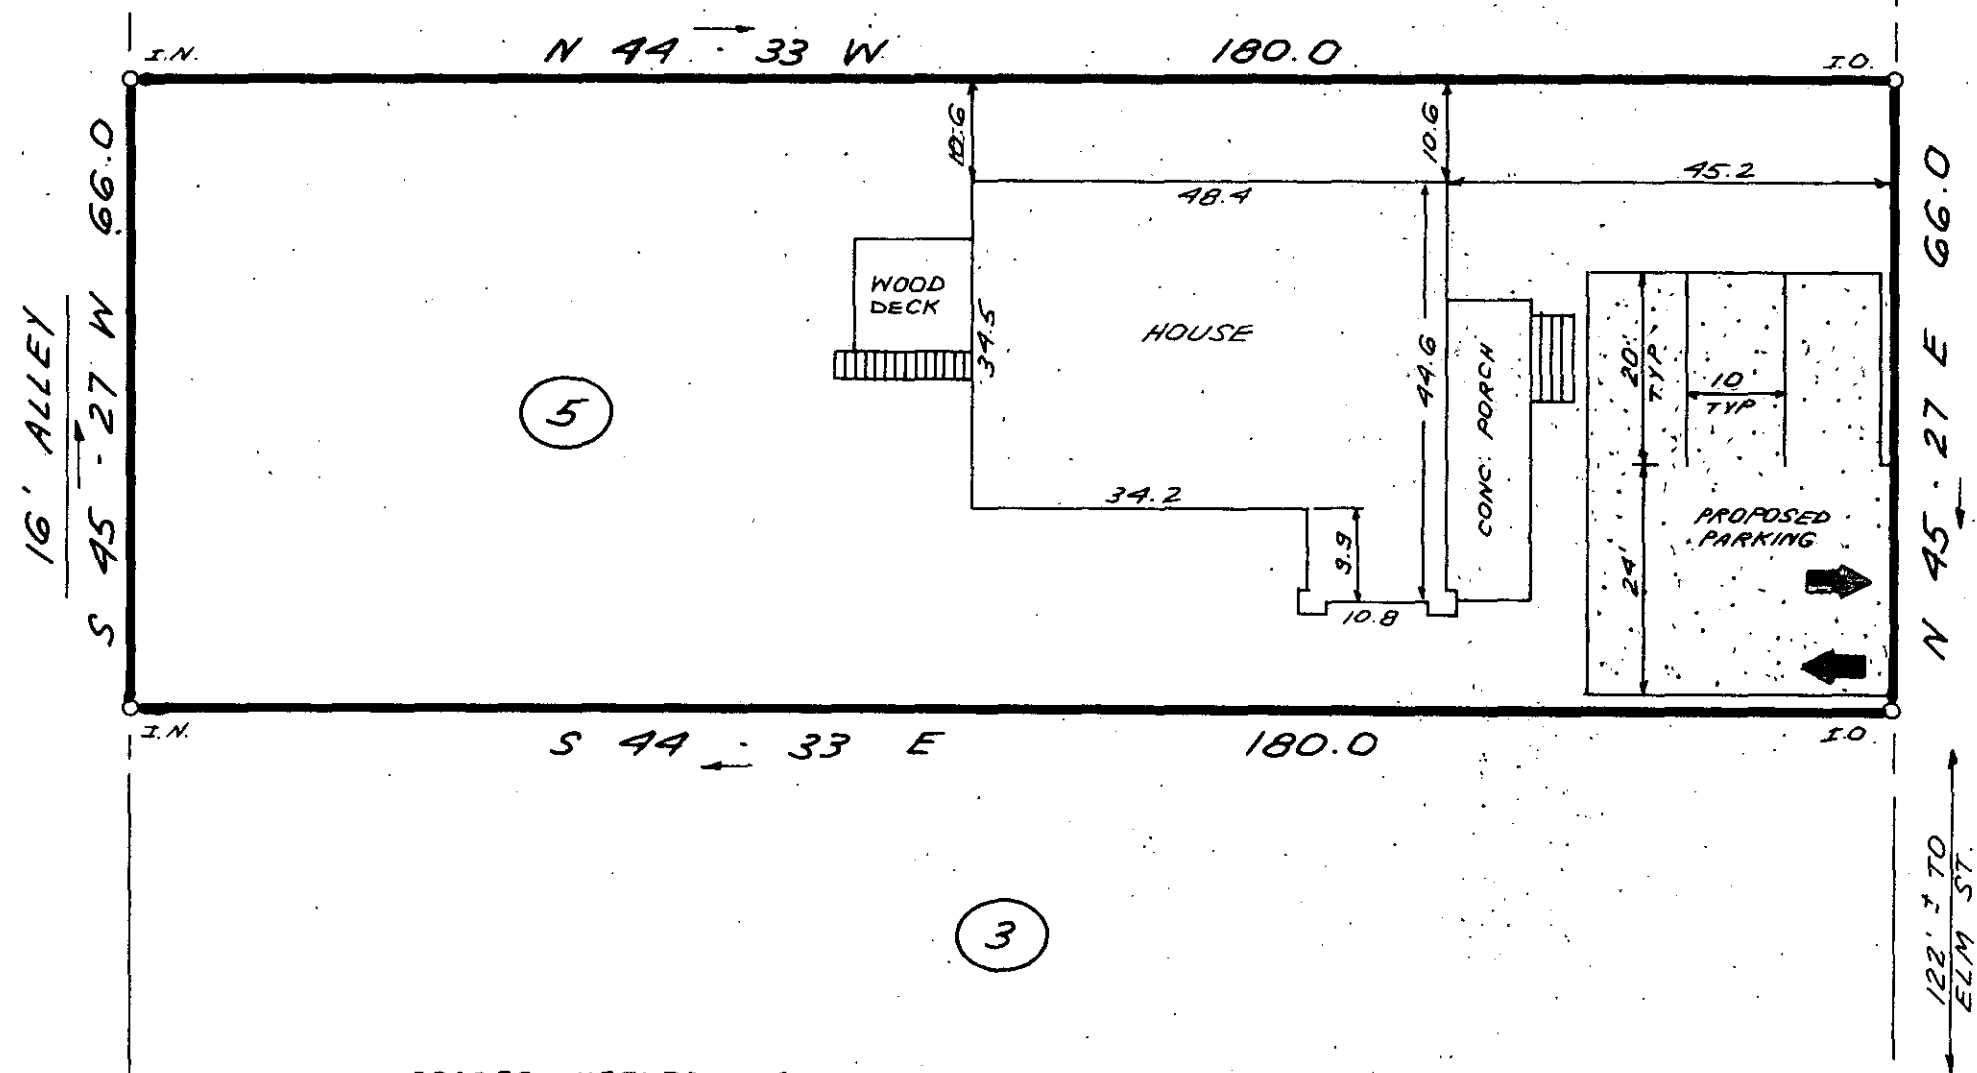 I.N.
N 44 · 33 W
180.0
I.O.
10.6
10.6
48.4
45.2
16' ALLEY
S 45 · 27 W 66.0
N 45 · 27 E 66.0
WOOD
DECK
34.5
HOUSE
44.6
CONC. PORCH
20'
TYP.
10
TYP
5
34.2
9.9
10.8
PROPOSED
PARKING
24'
I.N.
S 44 · 33 E
180.0
I.O.
3
122' ± TO
ELM ST.